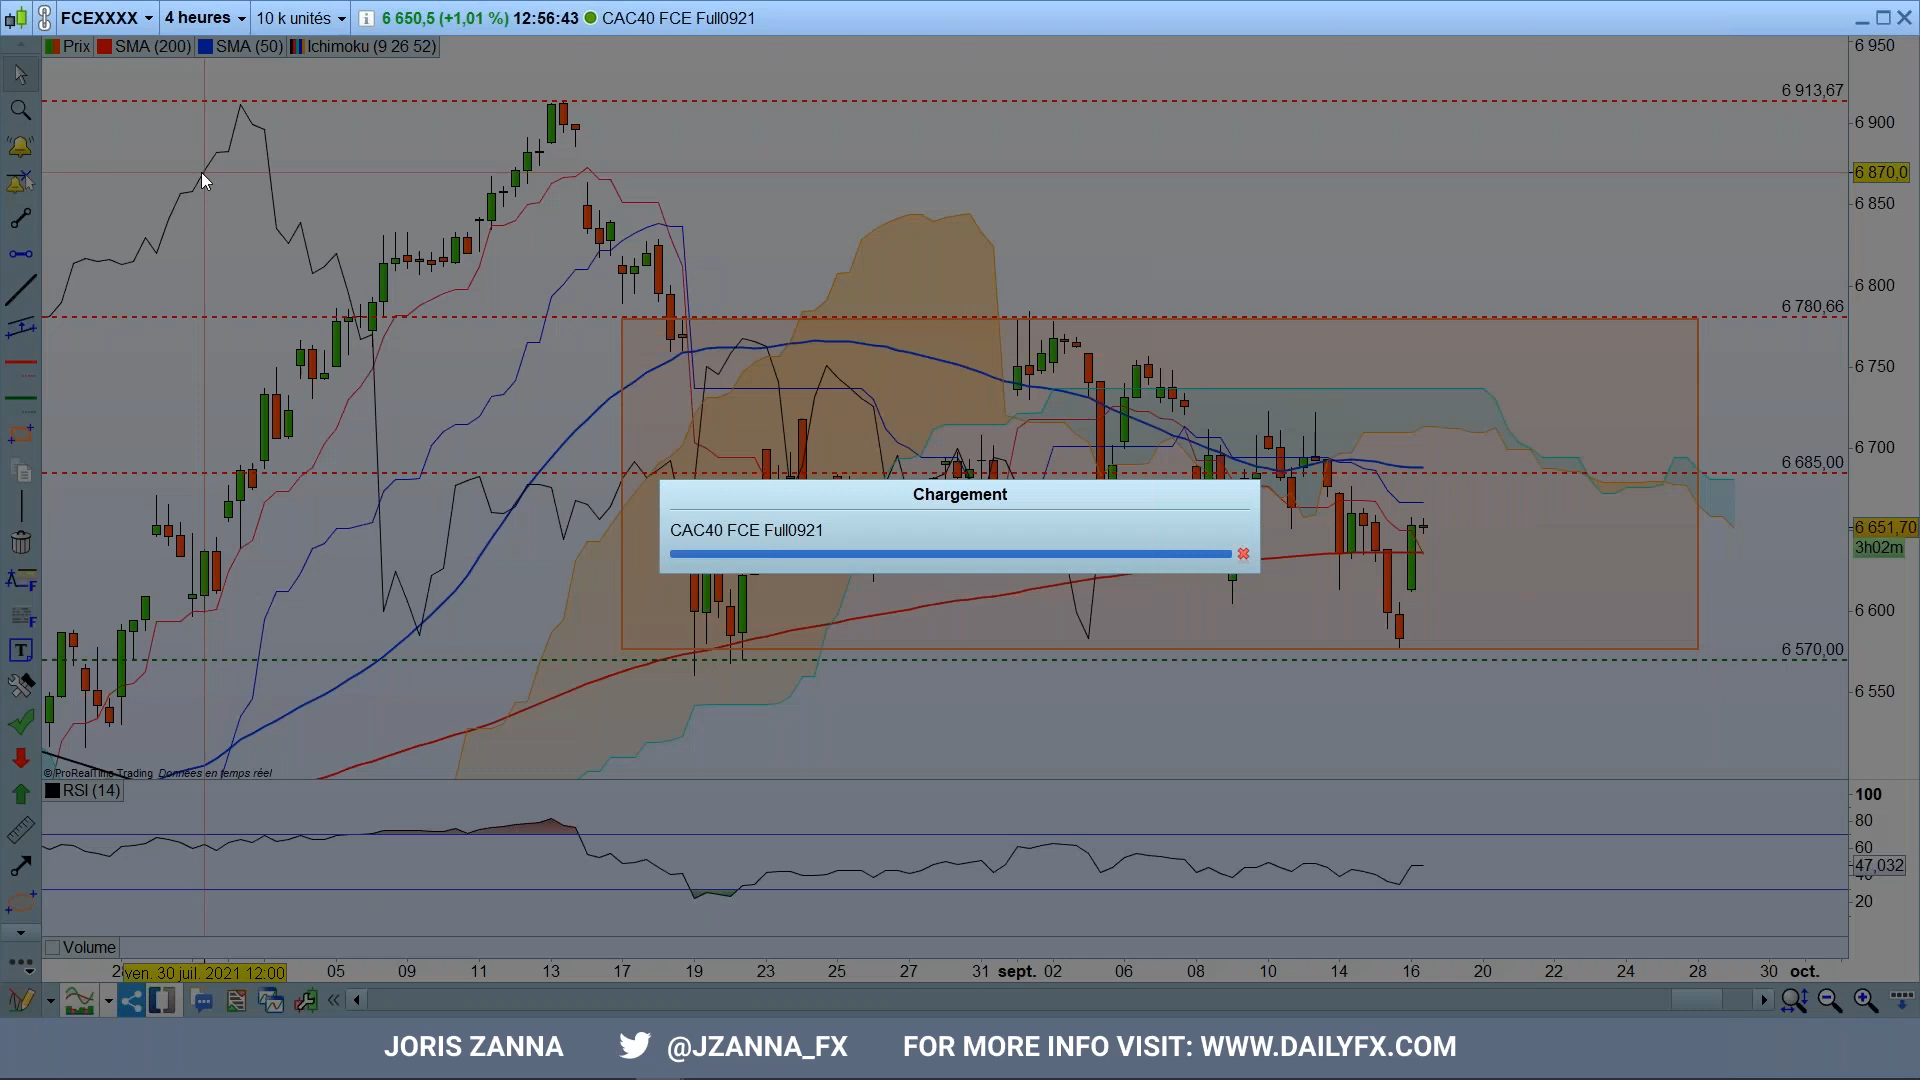 FCEXXXX 4 heures 10 k unités 6 650,5 (+1,01 %) 12:56:43 CAC40 FCE Full0921
Prix SMA (200) SMA (50) Ichimoku (9 26 52)
6 950
6 913,67
6 900
6 870,0
6 850
6 800
6 780,66
6 750
6 700
6 685,00
Chargement
CAC40 FCE Full0921
6 651,70
3h02m
6 600
6 570,00
6 550
© ProRealTime Trading Données en temps réel
RSI (14)
100
80
60
47,032
20
Volume
ven. 30 juil. 2021 12:00 05 09 11 13 17 19 23 25 27 31 sept. 02 06 08 10 14 16 20 22 24 28 30 oct.
JORIS ZANNA @JZANNA_FX FOR MORE INFO VISIT: WWW.DAILYFX.COM